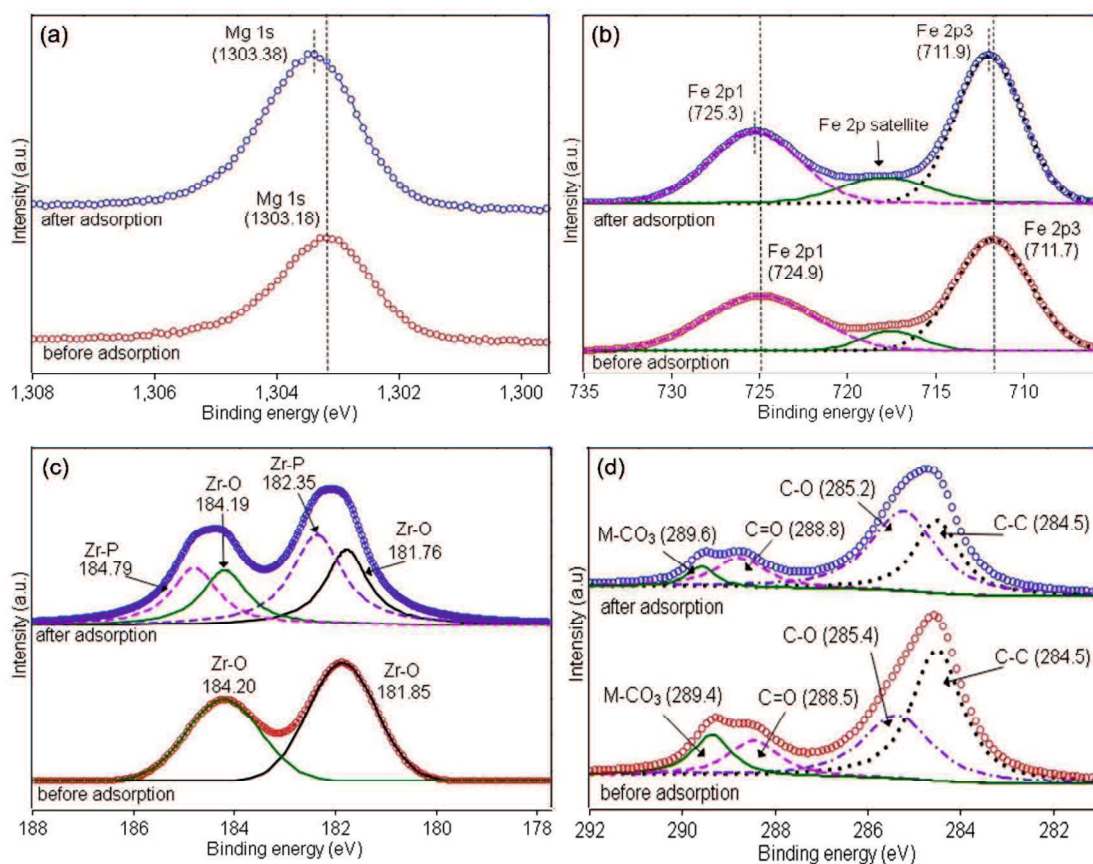 (a)
Mg 1s
(1303.38)
after adsorption
Mg 1s
(1303.18)
before adsorption
Intensity (a.u.)
1,308 1,306 1,304 1,302 1,300
Binding energy (eV)
(b)
Fe 2p3
(711.9)
Fe 2p1
(725.3)
Fe 2p satellite
after adsorption
Fe 2p3
(711.7)
Fe 2p1
(724.9)
before adsorption
Intensity (a.u.)
735 730 725 720 715 710
Binding energy (eV)
(c)
Zr-P
182.35
Zr-O
184.19
Zr-O
181.76
Zr-P
184.79
after adsorption
Zr-O
184.20
Zr-O
181.85
before adsorption
Intensity (a.u.)
188 186 184 182 180 178
Binding energy (eV)
(d)
C-O (285.2)
M-CO₃ (289.6)
C=O (288.8)
C-C (284.5)
after adsorption
C-O (285.4)
C-C (284.5)
M-CO₃ (289.4)
C=O (288.5)
before adsorption
Intensity (a.u)
292 290 288 286 284 282
Binding energy (eV)